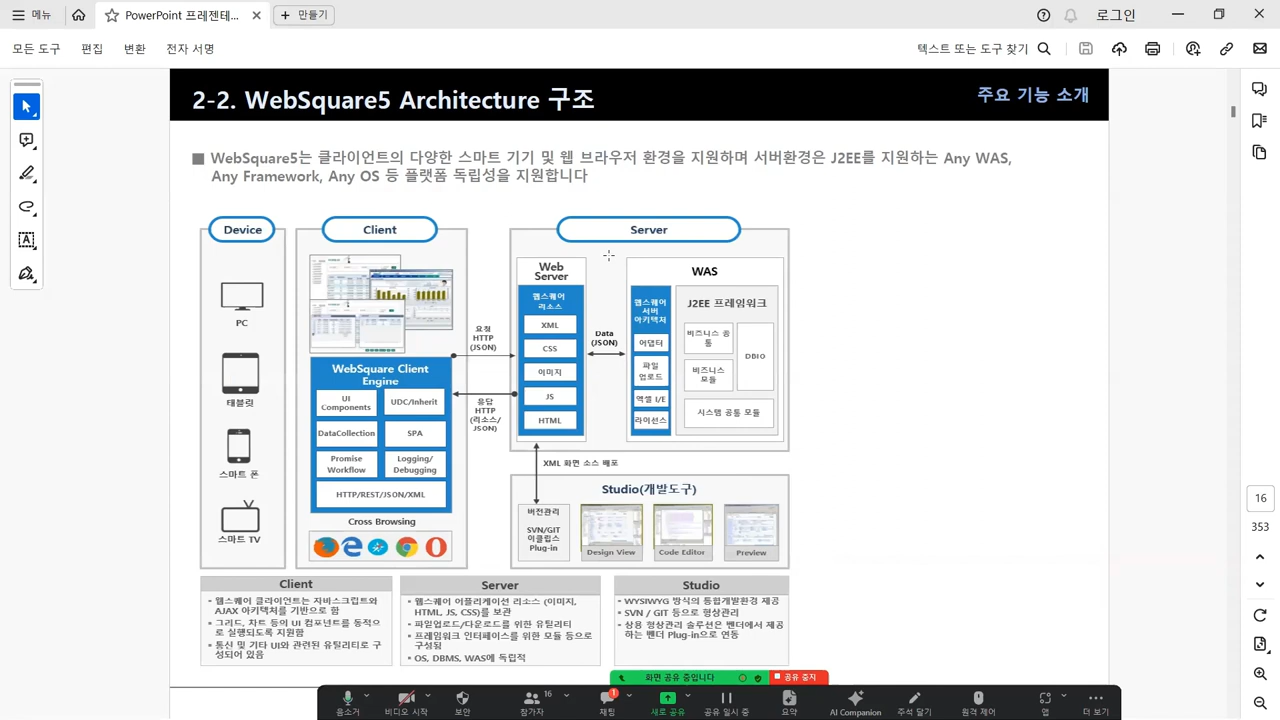 메뉴
PowerPoint 프레젠테...
만들기
로그인
모든 도구
편집
변환
전자 서명
텍스트 또는 도구 찾기
2-2. WebSquare5 Architecture 구조
주요 기능 소개
■ WebSquare5는 클라이언트의 다양한 스마트 기기 및 웹 브라우저 환경을 지원하며 서버환경은 J2EE를 지원하는 Any WAS,
Any Framework, Any OS 등 플랫폼 독립성을 지원합니다
Device
PC
태블릿
스마트 폰
스마트 TV
Client
WebSquare Client
Engine
UI
Components
UDC/Inherit
DataCollection
SPA
Promise
Workflow
Logging/
Debugging
HTTP/REST/JSON/XML
Cross Browsing
요청
HTTP
(JSON)
응답
HTTP
(리소스/
JSON)
Server
Web
Server
웹스퀘어
리소스
XML
CSS
이미지
JS
HTML
Data
(JSON)
WAS
웹스퀘어
서버
아키텍처
어댑터
파일
업로드
엑셀 I/E
라이선스
J2EE 프레임워크
비즈니스 공
통
비즈니스
모듈
DBIO
시스템 공통 모듈
XML 화면 소스 배포
Studio(개발도구)
버전관리
SVN/GIT
이클립스
Plug-in
Design View
Code Editor
Preview
Client
• 웹스퀘어 클라이언트는 자바스크립트와
AJAX 아키텍처를 기반으로 함
• 그리드, 차트 등의 UI 컴포넌트를 동적으
로 실행되도록 지원함
• 통신 및 기타 UI와 관련된 유틸리티로 구
성되어 있음
Server
• 웹스퀘어 어플리케이션 리소스 (이미지,
HTML, JS, CSS)를 보관
• 파일업로드/다운로드를 위한 유틸리티
• 프레임워크 인터페이스를 위한 모듈 등으로
구성됨
• OS, DBMS, WAS에 독립적
Studio
• WYSIWYG 방식의 통합개발환경 제공
• SVN / GIT 등으로 형상관리
• 상용 형상관리 솔루션은 벤더에서 제공
하는 벤더 Plug-in으로 연동
16
353
화면 공유 중입니다
공유 중지
음소거
비디오 시작
보안
16
참가자
1
채팅
새로 공유
공유 일시 중
요약
AI Companion
주석 달기
원격 제어
앱
더 보기